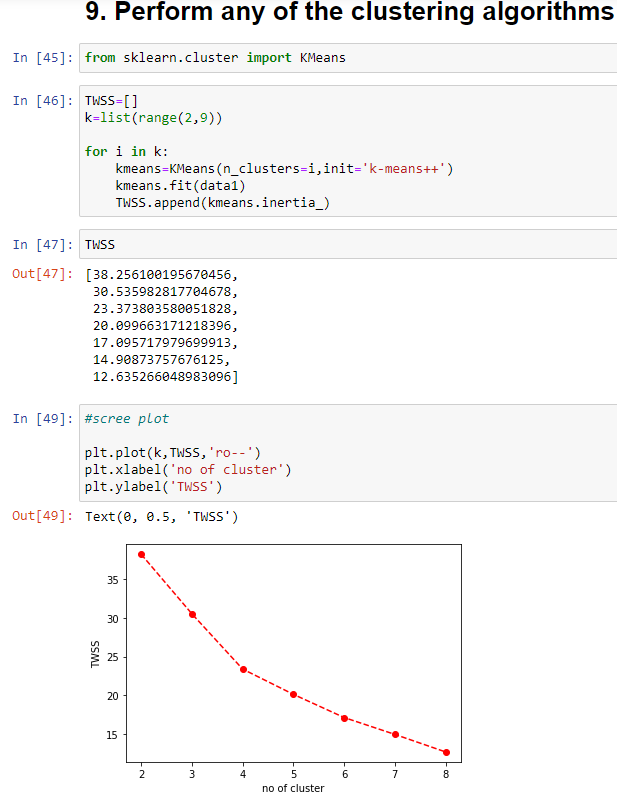 9. Perform any of the clustering algorithms
In [45]: from sklearn.cluster import KMeans
In [46]: TWSS=[]
k=list(range(2,9))
for i in k:
    kmeans=KMeans(n_clusters=i,init='k-means++')
    kmeans.fit(data1)
    TWSS.append(kmeans.inertia_)
In [47]: TWSS
Out[47]: [38.256100195670456,
30.535982817704678,
23.373803580051828,
20.099663171218396,
17.095717979699913,
14.90873757676125,
12.635266048983096]
In [49]: #scree plot
plt.plot(k,TWSS,'ro--')
plt.xlabel('no of cluster')
plt.ylabel('TWSS')
Out[49]: Text(0, 0.5, 'TWSS')
35
30
25
20
15
TWSS
2 3 4 5 6 7 8
no of cluster